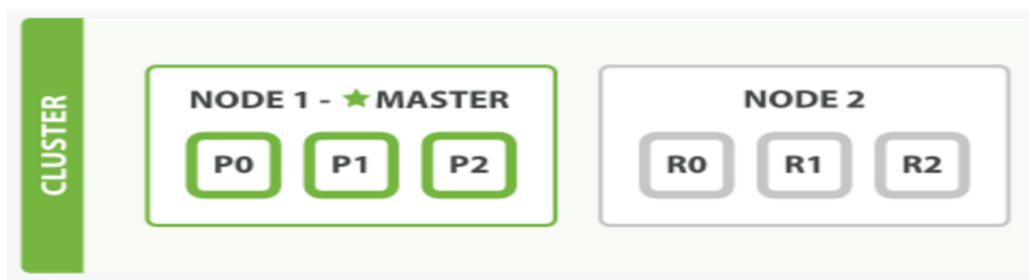 CLUSTER
NODE 1 - ★ MASTER
P0 P1 P2
NODE 2
R0 R1 R2